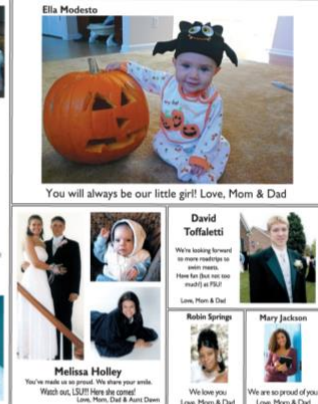 Ella Modesto
You will always be our little girl! Love, Mom & Dad
David
Toffaletti
We're looking forward
to more roadtrips to
swim meets.
Have fun (but not too
much!) at FSU!
Love, Mom & Dad
Melissa Holley
You've made us so proud. We share your smile.
Watch out, LSU!!! Here she comes!
Love, Mom, Dad & Aunt Dawn
Robin Springs
We love you
Love, Mom & Dad
Mary Jackson
We are so proud of you
Love, Mom & Dad